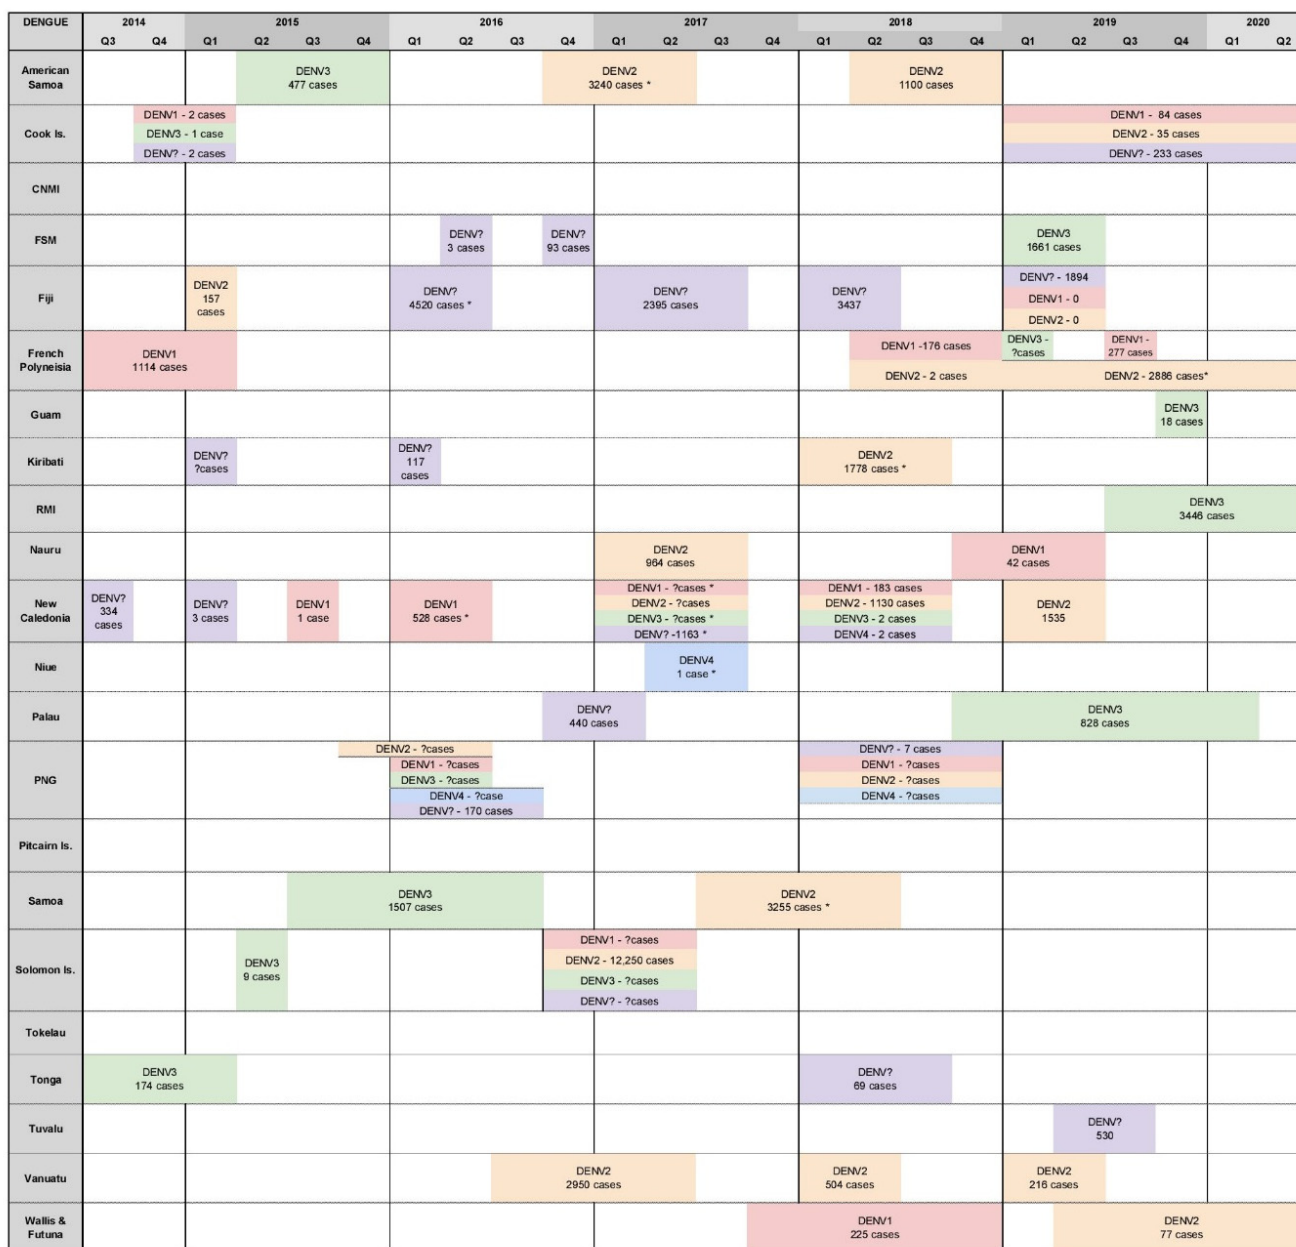 DENGUE 2014 2015 2016 2017 2018 2019 2020
Q3 Q4 Q1 Q2 Q3 Q4 Q1 Q2 Q3 Q4 Q1 Q2 Q3 Q4 Q1 Q2 Q3 Q4 Q1 Q2 Q3 Q4 Q1 Q2
American
Samoa
DENV3
477 cases
DENV2
3240 cases *
DENV2
1100 cases
Cook Is.
DENV1 - 2 cases
DENV3 - 1 case
DENV? - 2 cases
DENV1 - 84 cases
DENV2 - 35 cases
DENV? - 233 cases
CNMI
FSM
DENV?
3 cases
DENV?
93 cases
DENV3
1661 cases
Fiji
DENV2
157
cases
DENV?
4520 cases *
DENV?
2395 cases
DENV?
3437
DENV? - 1894
DENV1 - 0
DENV2 - 0
French
Polyneisia
DENV1
1114 cases
DENV1 -176 cases
DENV2 - 2 cases
DENV3 -
?cases
DENV1 -
277 cases
DENV2 - 2886 cases*
Guam
DENV3
18 cases
Kiribati
DENV?
?cases
DENV?
117
cases
DENV2
1778 cases *
RMI
DENV3
3446 cases
Nauru
DENV2
964 cases
DENV1
42 cases
New
Caledonia
DENV?
334
cases
DENV?
3 cases
DENV1
1 case
DENV1
528 cases *
DENV1 - ?cases *
DENV2 - ?cases
DENV3 - ?cases *
DENV? -1163 *
DENV1 - 183 cases
DENV2 - 1130 cases
DENV3 - 2 cases
DENV4 - 2 cases
DENV2
1535
Niue
DENV4
1 case *
Palau
DENV?
440 cases
DENV3
828 cases
PNG
DENV2 - ?cases
DENV1 - ?cases
DENV3 - ?cases
DENV4 - ?case
DENV? - 170 cases
DENV? - 7 cases
DENV1 - ?cases
DENV2 - ?cases
DENV4 - ?cases
Pitcairn Is.
Samoa
DENV3
1507 cases
DENV2
3255 cases *
Solomon Is.
DENV3
9 cases
DENV1 - ?cases
DENV2 - 12,250 cases
DENV3 - ?cases
DENV? - ?cases
Tokelau
Tonga
DENV3
174 cases
DENV?
69 cases
Tuvalu
DENV?
530
Vanuatu
DENV2
2950 cases
DENV2
504 cases
DENV2
216 cases
Wallis &
Futuna
DENV1
225 cases
DENV2
77 cases